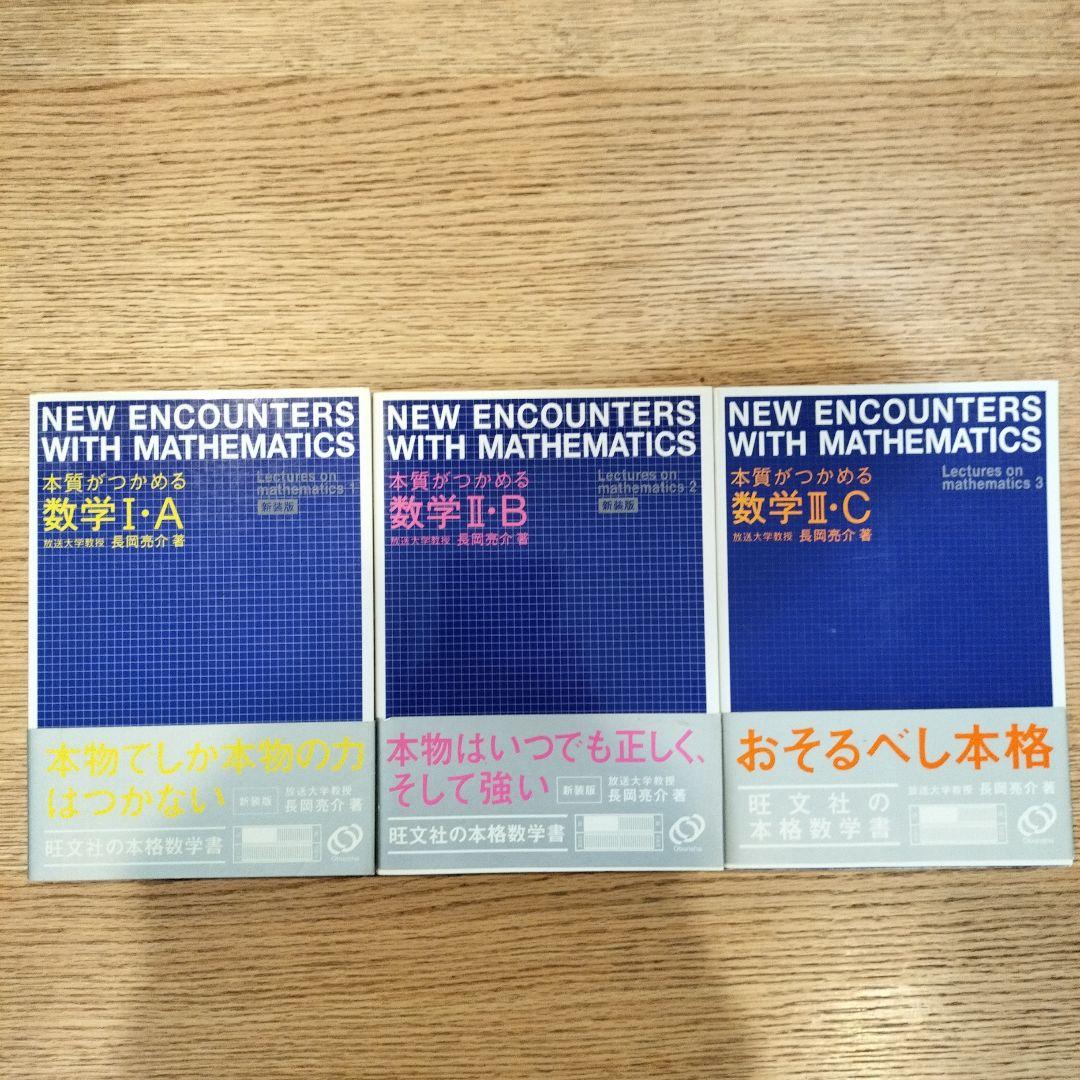 NEW ENCOUNTERS
WITH MATHEMATICS
本質がつかめる
数学Ⅰ・A
Lectures on
mathematics 1
新装版
放送大学教授 長岡亮介 著
本物でしか本物の力
はつかない
新装版
放送大学教授
長岡亮介 著
旺文社の本格数学書
Obunsha
NEW ENCOUNTERS
WITH MATHEMATICS
本質がつかめる
数学Ⅱ・B
Lectures on
mathematics 2
新装版
放送大学教授 長岡亮介 著
本物はいつでも正しく、
そして強い
新装版
放送大学教授
長岡亮介 著
旺文社の本格数学書
Obunsha
NEW ENCOUNTERS
WITH MATHEMATICS
本質がつかめる
数学Ⅲ・C
Lectures on
mathematics 3
放送大学教授 長岡亮介 著
おそるべし本格
放送大学教授 長岡亮介 著
旺文社の
本格数学書
Obunsha